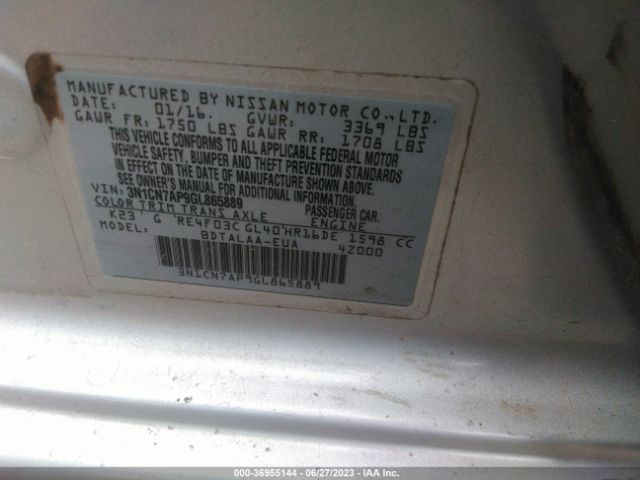 MANUFACTURED BY NISSAN MOTOR CO.,LTD.
DATE: 01/16. GVWR: 3369 LBS
GAWR FR: 1750 LBS GAWR RR: 1708 LBS
THIS VEHICLE CONFORMS TO ALL APPLICABLE FEDERAL MOTOR
VEHICLE SAFETY, BUMPER AND THEFT PREVENTION STANDARDS
IN EFFECT ON THE DATE OF MANUFACTURE SHOWN ABOVE.
SEE OWNER'S MANUAL FOR ADDITIONAL INFORMATION.
VIN: 3N1CN7AP9GL865889 PASSENGER CAR.
COLOR TRIM TRANS AXLE ENGINE
K23 G RE4F03C GL40 HR16DE 1598 CC
MODEL: BDTALAA-EUA 4Z000
3N1CN7AP9GL865889
000-36955144 - 06/27/2023 - IAA Inc.